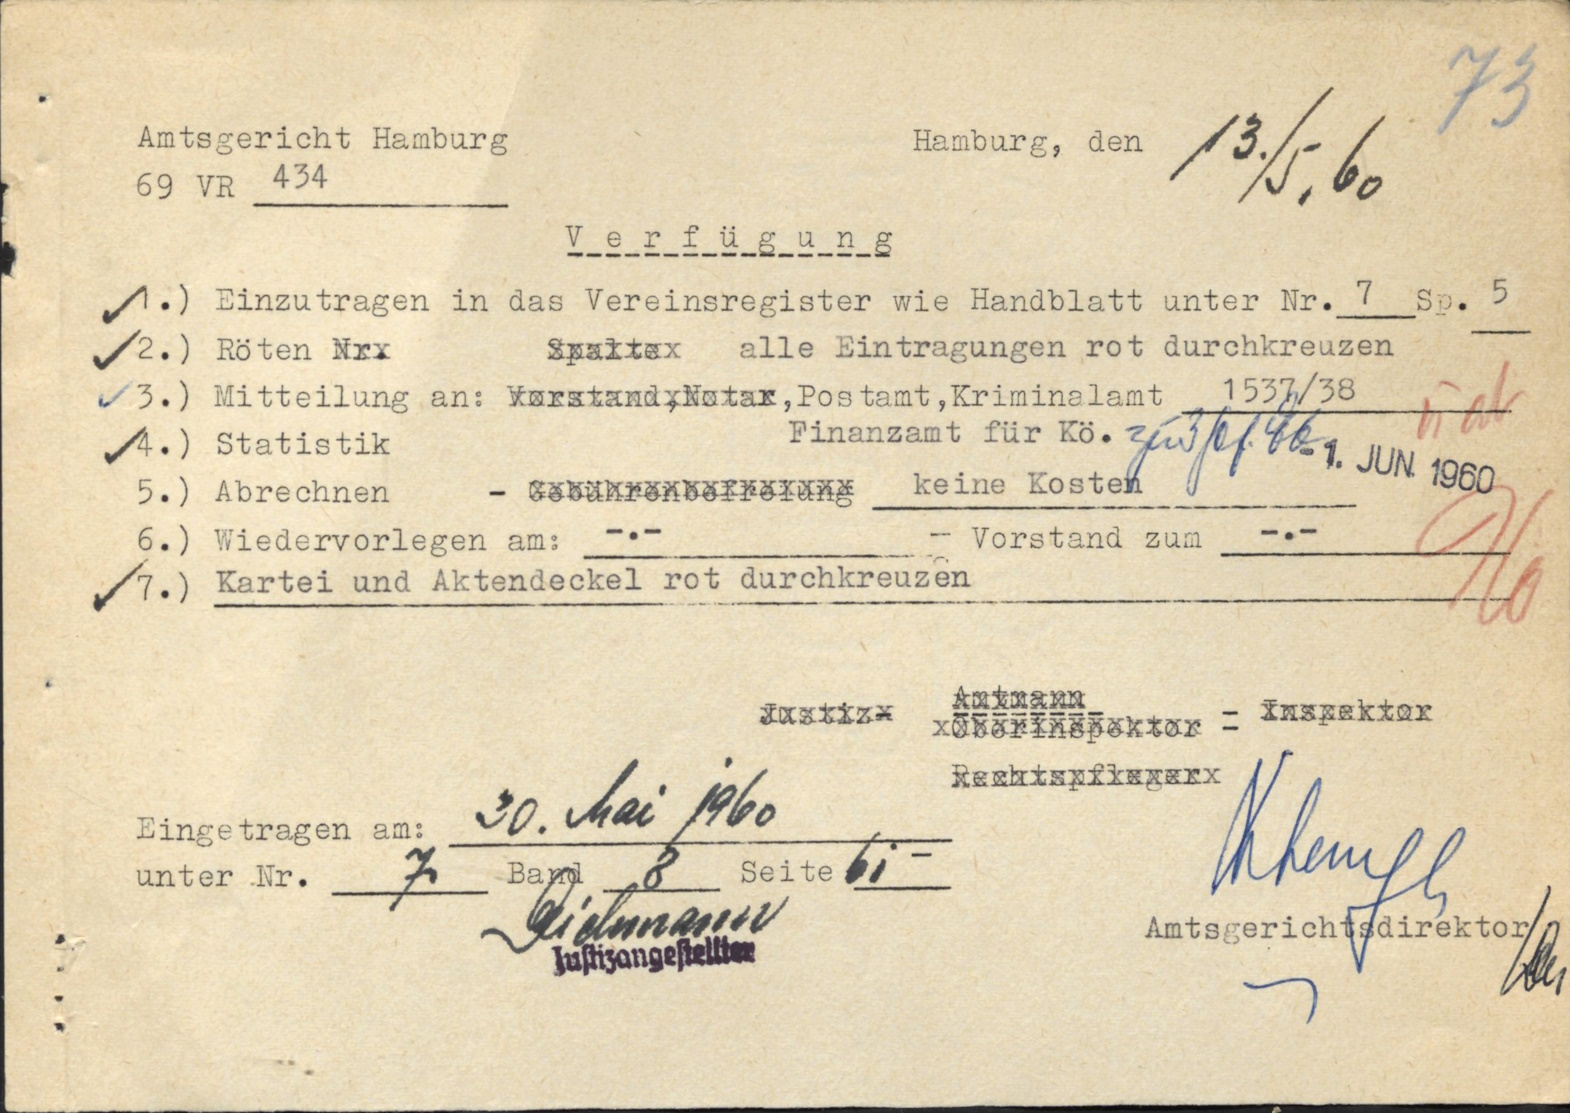 73
Amtsgericht Hamburg
Hamburg, den 13./5.60
69 VR 434
Verfügung
1.) Einzutragen in das Vereinsregister wie Handblatt unter Nr. 7 Sp. 5
2.) Röten Nr. Spalte alle Eintragungen rot durchkreuzen
3.) Mitteilung an: Vorstand, Notar, Postamt, Kriminalamt 1537/38
Finanzamt für Kö.
4.) Statistik
- 1. JUN. 1960
5.) Abrechnen - Gebührenbefreiung keine Kosten
6.) Wiedervorlegen am: -.- - Vorstand zum -.-
7.) Kartei und Aktendeckel rot durchkreuzen
Justiz- Amtmann
Oberinspektor - Inspektor
Rechtspfleger
Eingetragen am: 30. Mai 1960
unter Nr. 7. Band 8 Seite
Justizangestellter
Amtsgerichtsdirektor